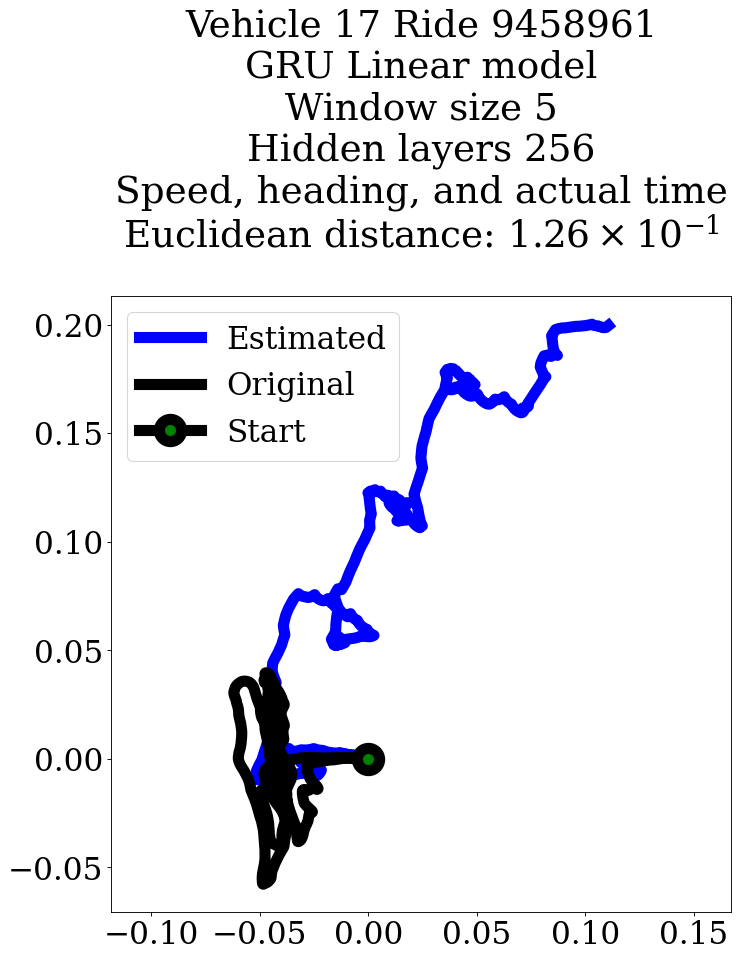 Vehicle 17 Ride 9458961
GRU Linear model
Window size 5
Hidden layers 256
Speed, heading, and actual time
Euclidean distance: 1.26 × 10⁻¹
Estimated
Original
Start
0.20
0.15
0.10
0.05
0.00
−0.05
−0.10 −0.05 0.00 0.05 0.10 0.15